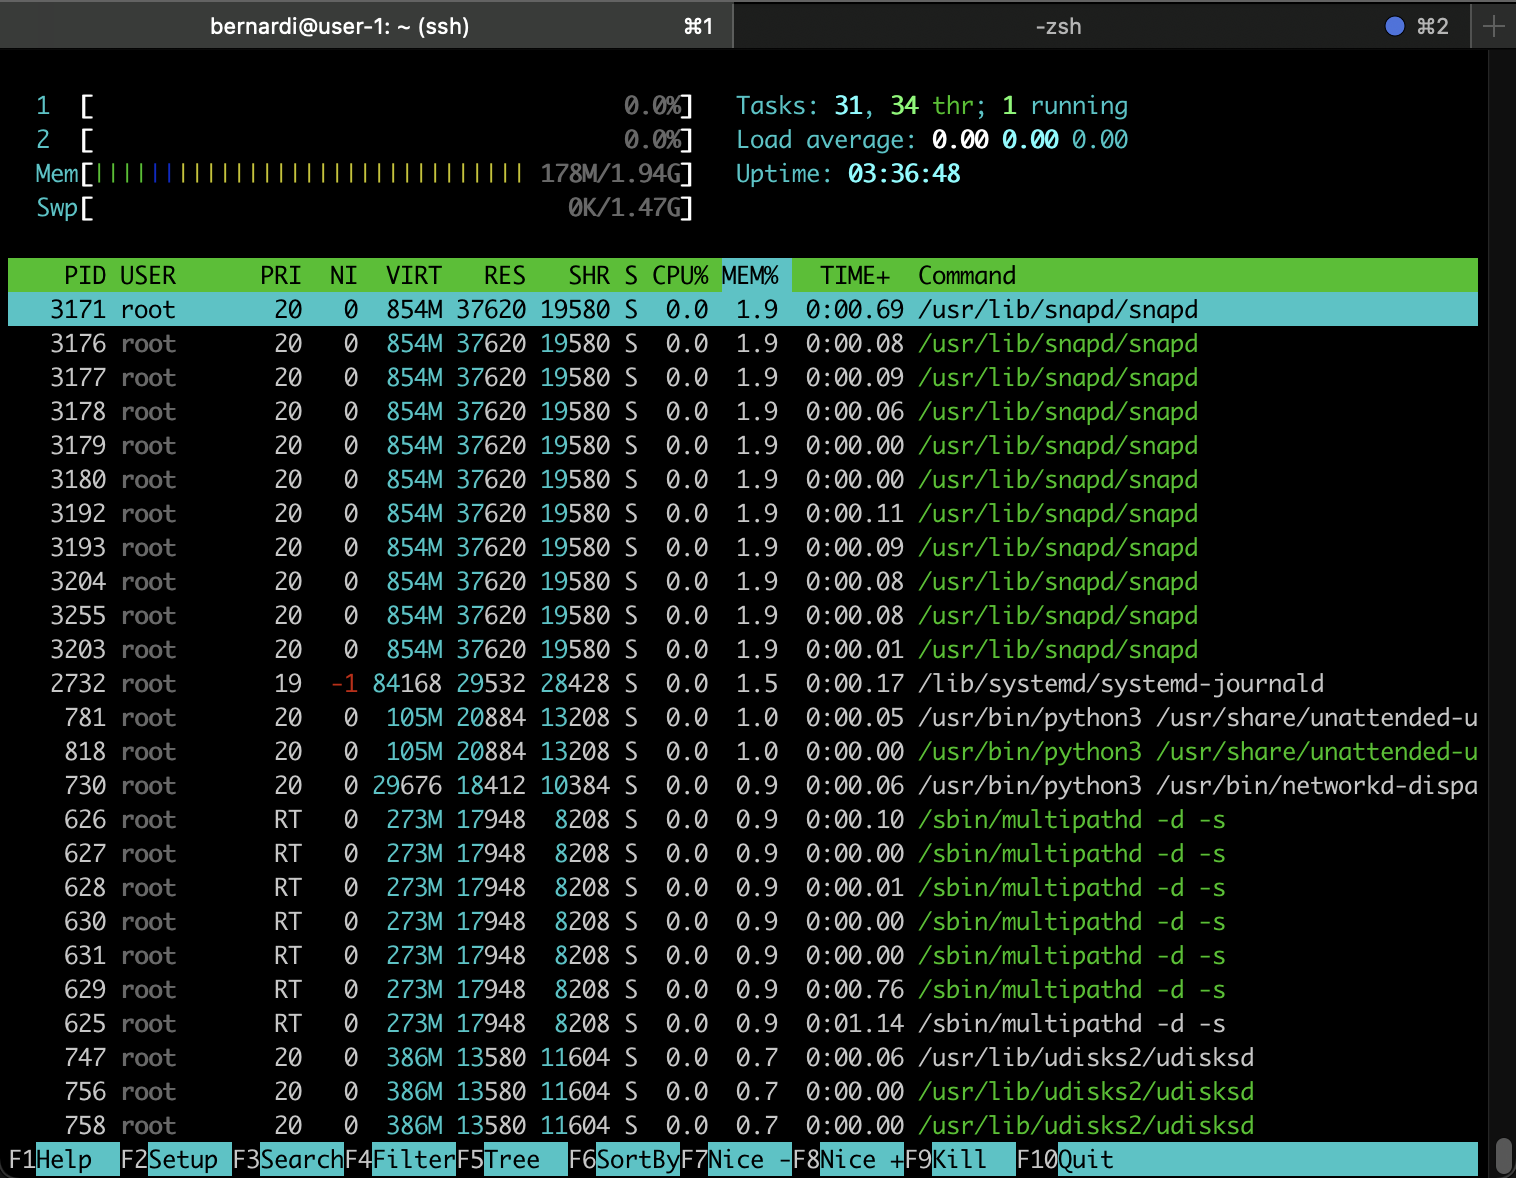 bernardi@user-1: ~ (ssh) ⌘1 -zsh ⌘2
1 [ 0.0%] Tasks: 31, 34 thr; 1 running
2 [ 0.0%] Load average: 0.00 0.00 0.00
Mem[||||||||||||||||||||||||||||||| 178M/1.94G] Uptime: 03:36:48
Swp[ 0K/1.47G]
PID USER PRI NI VIRT RES SHR S CPU% MEM% TIME+ Command
3171 root 20 0 854M 37620 19580 S 0.0 1.9 0:00.69 /usr/lib/snapd/snapd
3176 root 20 0 854M 37620 19580 S 0.0 1.9 0:00.08 /usr/lib/snapd/snapd
3177 root 20 0 854M 37620 19580 S 0.0 1.9 0:00.09 /usr/lib/snapd/snapd
3178 root 20 0 854M 37620 19580 S 0.0 1.9 0:00.06 /usr/lib/snapd/snapd
3179 root 20 0 854M 37620 19580 S 0.0 1.9 0:00.00 /usr/lib/snapd/snapd
3180 root 20 0 854M 37620 19580 S 0.0 1.9 0:00.00 /usr/lib/snapd/snapd
3192 root 20 0 854M 37620 19580 S 0.0 1.9 0:00.11 /usr/lib/snapd/snapd
3193 root 20 0 854M 37620 19580 S 0.0 1.9 0:00.09 /usr/lib/snapd/snapd
3204 root 20 0 854M 37620 19580 S 0.0 1.9 0:00.08 /usr/lib/snapd/snapd
3255 root 20 0 854M 37620 19580 S 0.0 1.9 0:00.08 /usr/lib/snapd/snapd
3203 root 20 0 854M 37620 19580 S 0.0 1.9 0:00.01 /usr/lib/snapd/snapd
2732 root 19 -1 84168 29532 28428 S 0.0 1.5 0:00.17 /lib/systemd/systemd-journald
781 root 20 0 105M 20884 13208 S 0.0 1.0 0:00.05 /usr/bin/python3 /usr/share/unattended-u
818 root 20 0 105M 20884 13208 S 0.0 1.0 0:00.00 /usr/bin/python3 /usr/share/unattended-u
730 root 20 0 29676 18412 10384 S 0.0 0.9 0:00.06 /usr/bin/python3 /usr/bin/networkd-dispa
626 root RT 0 273M 17948 8208 S 0.0 0.9 0:00.10 /sbin/multipathd -d -s
627 root RT 0 273M 17948 8208 S 0.0 0.9 0:00.00 /sbin/multipathd -d -s
628 root RT 0 273M 17948 8208 S 0.0 0.9 0:00.01 /sbin/multipathd -d -s
630 root RT 0 273M 17948 8208 S 0.0 0.9 0:00.00 /sbin/multipathd -d -s
631 root RT 0 273M 17948 8208 S 0.0 0.9 0:00.00 /sbin/multipathd -d -s
629 root RT 0 273M 17948 8208 S 0.0 0.9 0:00.76 /sbin/multipathd -d -s
625 root RT 0 273M 17948 8208 S 0.0 0.9 0:01.14 /sbin/multipathd -d -s
747 root 20 0 386M 13580 11604 S 0.0 0.7 0:00.06 /usr/lib/udisks2/udisksd
756 root 20 0 386M 13580 11604 S 0.0 0.7 0:00.00 /usr/lib/udisks2/udisksd
758 root 20 0 386M 13580 11604 S 0.0 0.7 0:00.00 /usr/lib/udisks2/udisksd
F1Help F2Setup F3SearchF4FilterF5Tree F6SortByF7Nice -F8Nice +F9Kill F10Quit